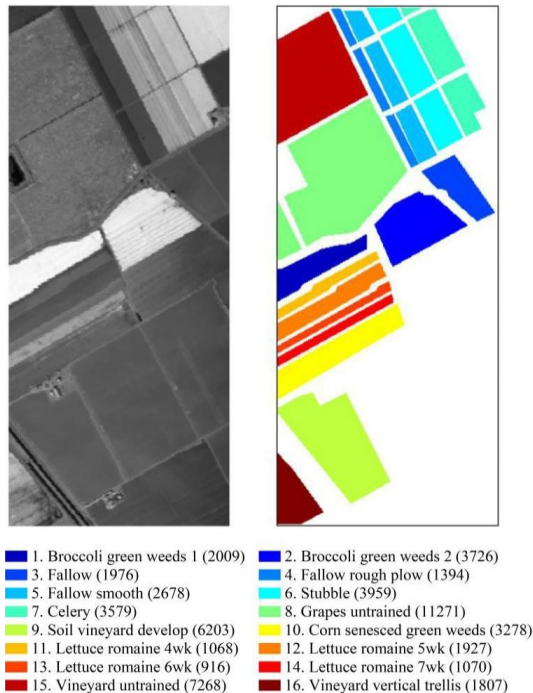 1. Broccoli green weeds 1 (2009) 2. Broccoli green weeds 2 (3726)
3. Fallow (1976) 4. Fallow rough plow (1394)
5. Fallow smooth (2678) 6. Stubble (3959)
7. Celery (3579) 8. Grapes untrained (11271)
9. Soil vineyard develop (6203) 10. Corn senesced green weeds (3278)
11. Lettuce romaine 4wk (1068) 12. Lettuce romaine 5wk (1927)
13. Lettuce romaine 6wk (916) 14. Lettuce romaine 7wk (1070)
15. Vineyard untrained (7268) 16. Vineyard vertical trellis (1807)